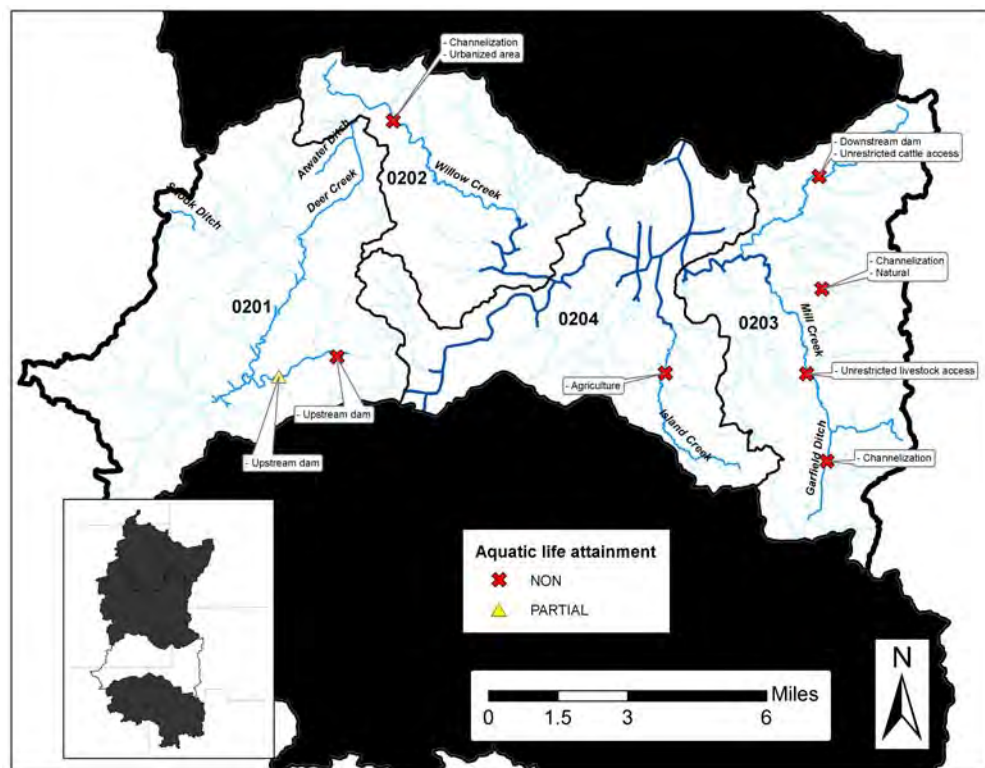 - Channelization
- Urbanized area
- Downstream dam
- Unrestricted cattle access
Atwater Ditch
0202
Willow Creek
Deer Creek
Ditch
- Channelization
- Natural
0201
0204
0203
Mill Creek
- Unrestricted livestock access
- Agriculture
- Upstream dam
Island Creek
- Upstream dam
Garfield Ditch
- Channelization
Aquatic life attainment
NON
PARTIAL
N
Miles
0 1.5 3 6